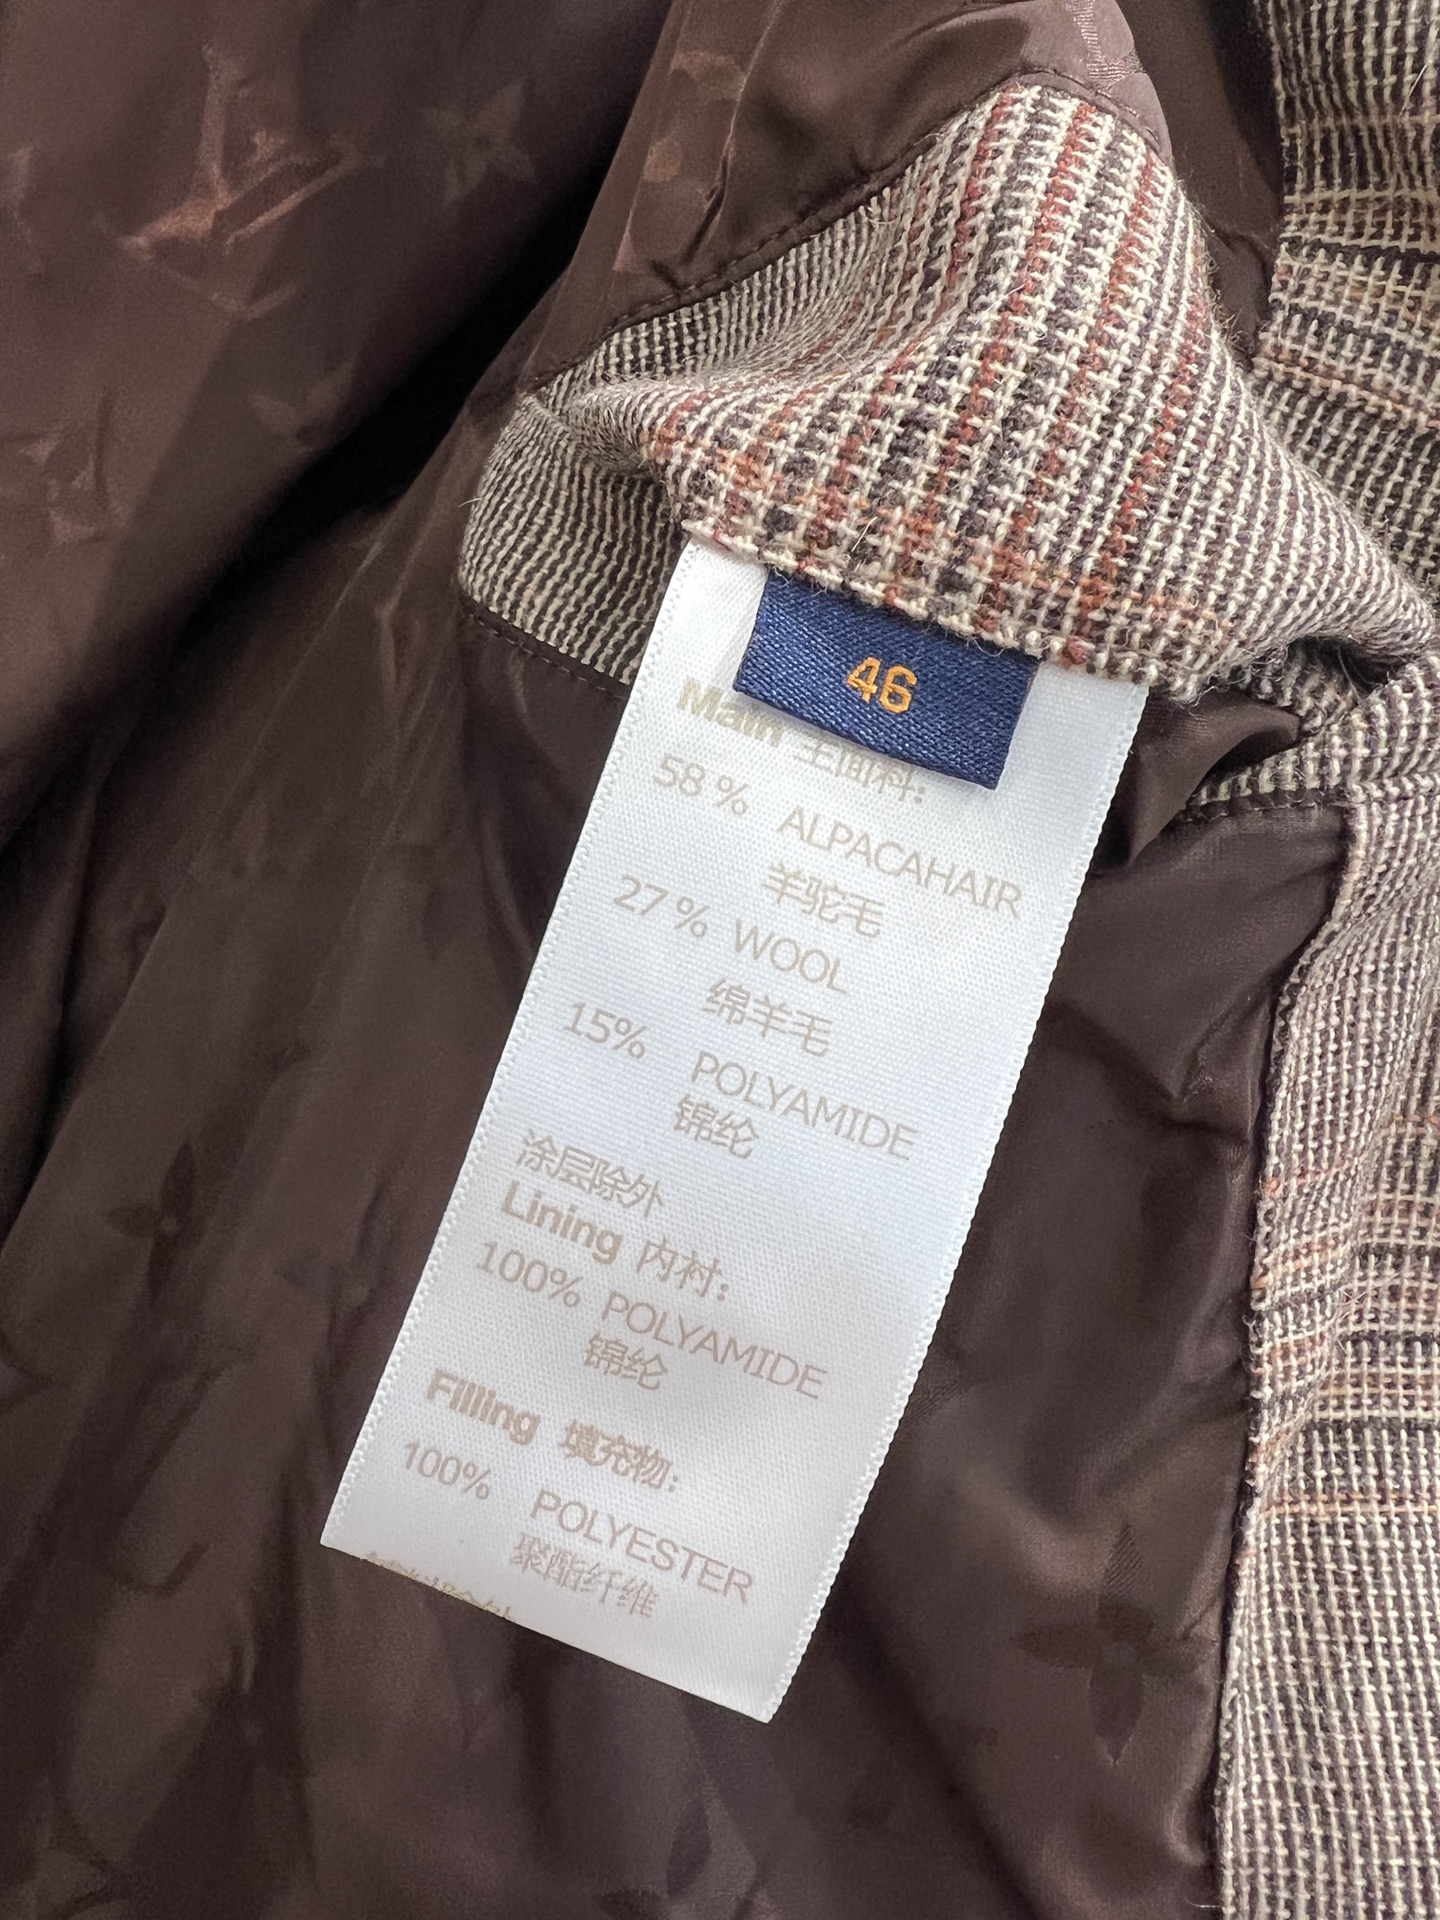 46
Main 主面料:
58 % ALPACAHAIR
羊驼毛
27 % WOOL
绵羊毛
15% POLYAMIDE
锦纶
涂层除外
Lining 内衬:
100% POLYAMIDE
锦纶
Filling 填充物:
100% POLYESTER
聚酯纤维